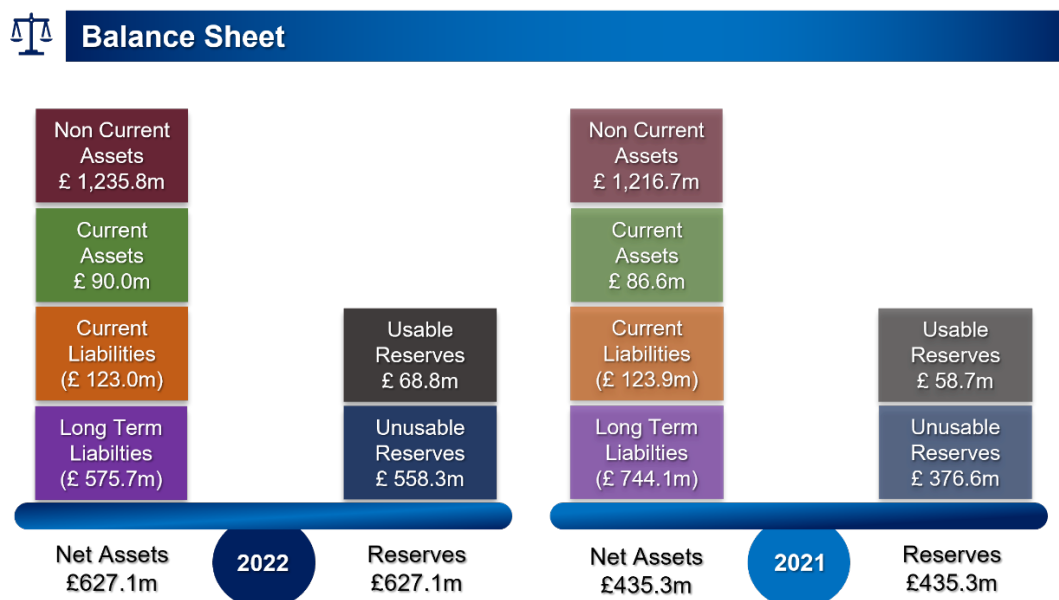 Balance Sheet
Non Current
Assets
£ 1,235.8m
Current
Assets
£ 90.0m
Current
Liabilities
(£ 123.0m)
Long Term
Liabilties
(£ 575.7m)
Usable
Reserves
£ 68.8m
Unusable
Reserves
£ 558.3m
Net Assets
£627.1m
2022
Reserves
£627.1m
Non Current
Assets
£ 1,216.7m
Current
Assets
£ 86.6m
Current
Liabilities
(£ 123.9m)
Long Term
Liabilties
(£ 744.1m)
Usable
Reserves
£ 58.7m
Unusable
Reserves
£ 376.6m
Net Assets
£435.3m
2021
Reserves
£435.3m